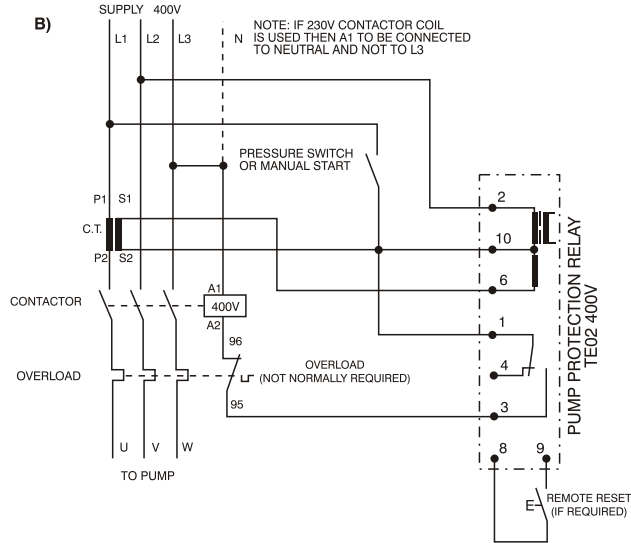 B)
SUPPLY 400V
L1 L2 L3 N
NOTE: IF 230V CONTACTOR COIL
IS USED THEN A1 TO BE CONNECTED
TO NEUTRAL AND NOT TO L3
PRESSURE SWITCH
OR MANUAL START
P1 S1
C.T.
P2 S2
CONTACTOR
A1
400V
A2
96
OVERLOAD
OVERLOAD
(NOT NORMALLY REQUIRED)
95
U V W
TO PUMP
2
10
6
1
4
3
8 9
PUMP PROTECTION RELAY
TE02 400V
E
REMOTE RESET
(IF REQUIRED)